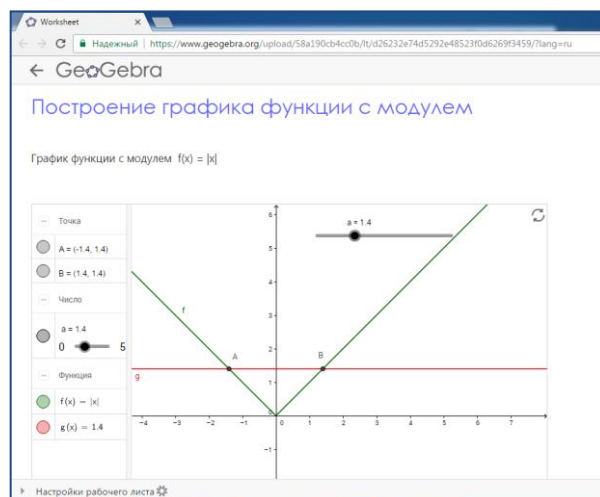 Worksheet
Надежный | https://www.geogebra.org/upload/58a190cb4cc0b/lt/d26232e74d5292e48523f0d6269f3459/?lang=ru
GeoGebra
Построение графика функции с модулем
График функции с модулем f(x) = |x|
Точка
A = (-1.4, 1.4)
B = (1.4, 1.4)
Число
a = 1.4
0 5
Функция
f(x) = |x|
g(x) = 1.4
a = 1.4
6
5
4
3
2
1
-1
f
A
B
g
-4 -3 -2 -1 0 1 2 3 4 5 6 7
Настройки рабочего листа